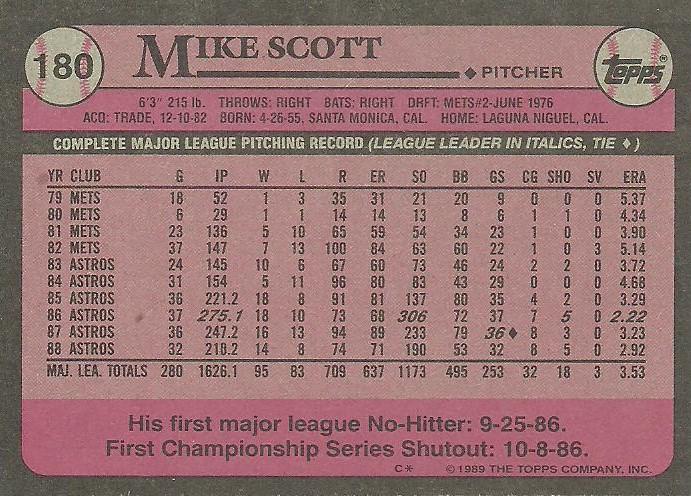 180
MIKE SCOTT
♦ PITCHER
Topps®
6'3" 215 lb. THROWS: RIGHT BATS: RIGHT DRFT: METS#2-JUNE 1976
ACQ: TRADE, 12-10-82 BORN: 4-26-55, SANTA MONICA, CAL. HOME: LAGUNA NIGUEL, CAL.
COMPLETE MAJOR LEAGUE PITCHING RECORD (LEAGUE LEADER IN ITALICS, TIE ♦)
YR CLUB G IP W L R ER SO BB GS CG SHO SV ERA
79 METS 18 52 1 3 35 31 21 20 9 0 0 0 5.37
80 METS 6 29 1 1 14 14 13 8 6 1 1 0 4.34
81 METS 23 136 5 10 65 59 54 34 23 1 0 0 3.90
82 METS 37 147 7 13 100 84 63 60 22 1 0 3 5.14
83 ASTROS 24 145 10 6 67 60 73 46 24 2 2 0 3.72
84 ASTROS 31 154 5 11 96 80 83 43 29 0 0 0 4.68
85 ASTROS 36 221.2 18 8 91 81 137 80 35 4 2 0 3.29
86 ASTROS 37 275.1 18 10 73 68 306 72 37 7 5 0 2.22
87 ASTROS 36 247.2 16 13 94 89 233 79 36♦ 8 3 0 3.23
88 ASTROS 32 218.2 14 8 74 71 190 53 32 8 5 0 2.92
MAJ. LEA. TOTALS 280 1626.1 95 83 709 637 1173 495 253 32 18 3 3.53
His first major league No-Hitter: 9-25-86.
First Championship Series Shutout: 10-8-86.
C* © 1989 THE TOPPS COMPANY, INC.